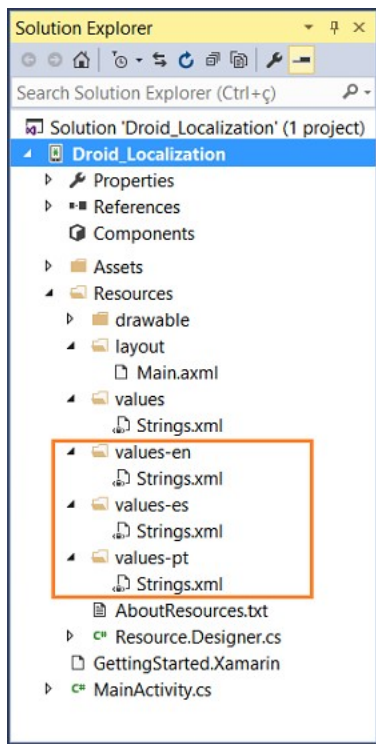 Solution Explorer
Search Solution Explorer (Ctrl+ç)
Solution 'Droid_Localization' (1 project)
Droid_Localization
Properties
References
Components
Assets
Resources
drawable
layout
Main.axml
values
Strings.xml
values-en
Strings.xml
values-es
Strings.xml
values-pt
Strings.xml
AboutResources.txt
C# Resource.Designer.cs
GettingStarted.Xamarin
C# MainActivity.cs